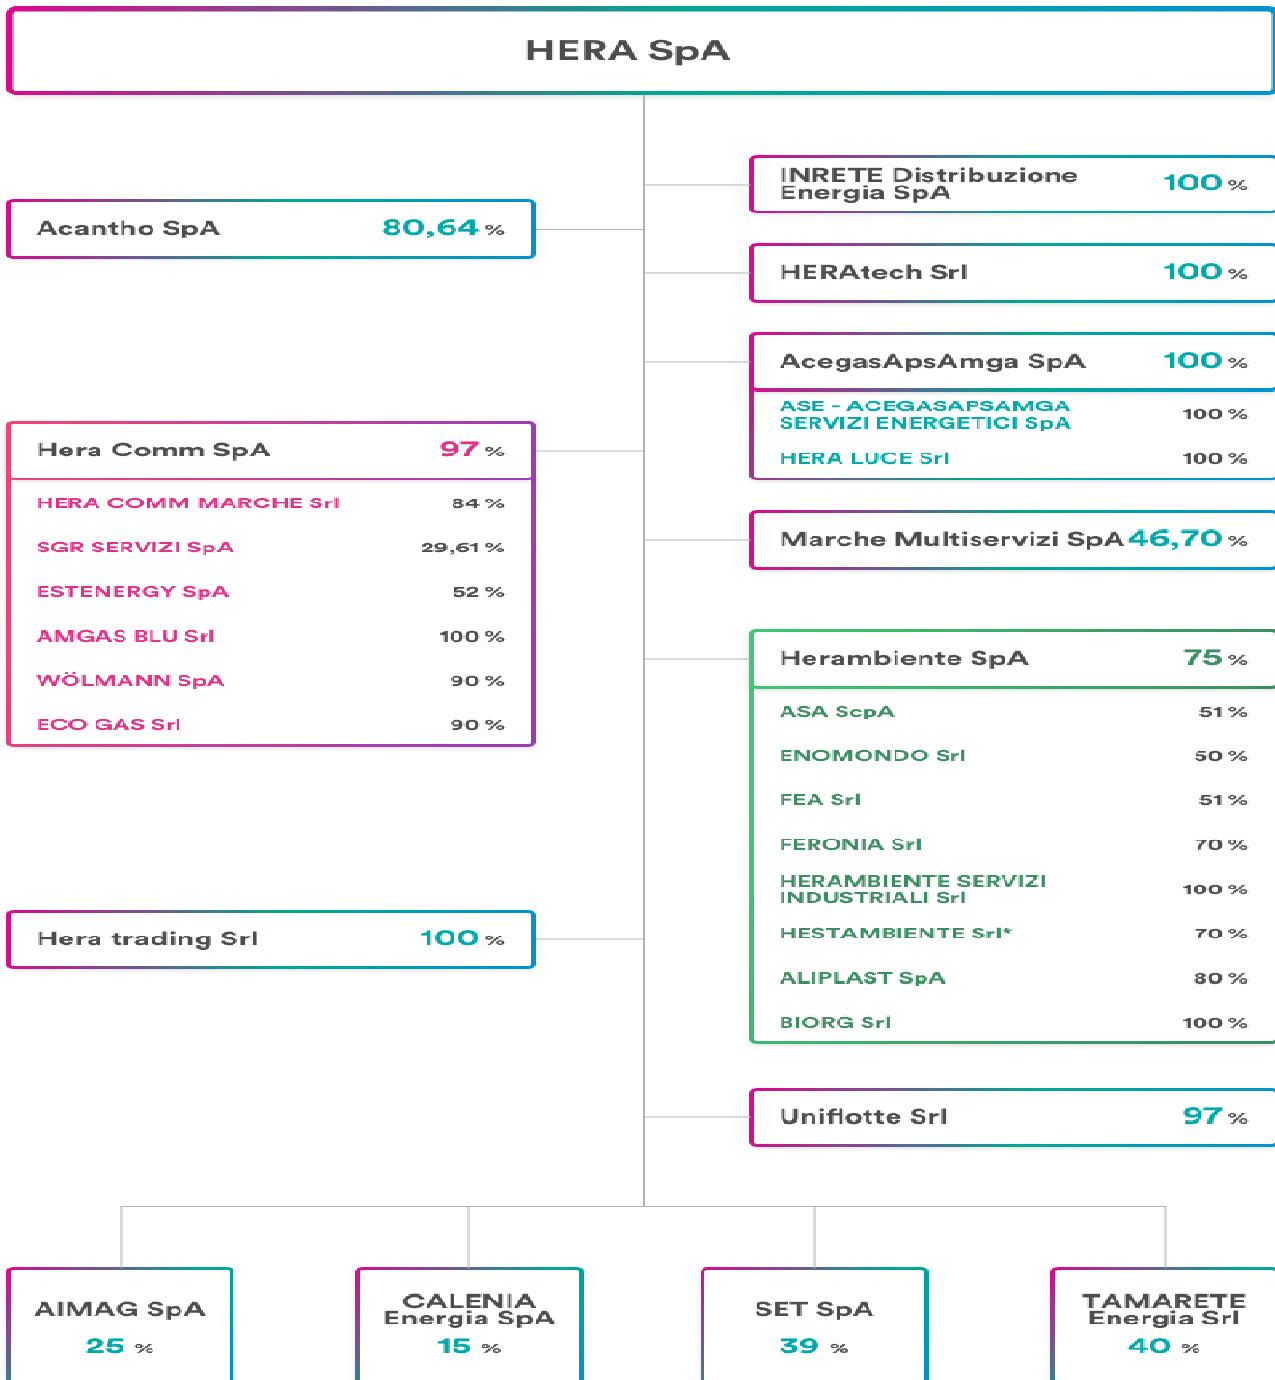 HERA SpA
Acantho SpA 80,64 %
Hera Comm SpA 97 %
HERA COMM MARCHE Srl 84 %
SGR SERVIZI SpA 29,61 %
ESTENERGY SpA 52 %
AMGAS BLU Srl 100 %
WÖLMANN SpA 90 %
ECO GAS Srl 90 %
Hera trading Srl 100 %
INRETE Distribuzione
Energia SpA 100 %
HERAtech Srl 100 %
AcegasApsAmga SpA 100 %
ASE - ACEGASAPSAMGA
SERVIZI ENERGETICI SpA 100 %
HERA LUCE Srl 100 %
Marche Multiservizi SpA 46,70 %
Herambiente SpA 75 %
ASA ScpA 51 %
ENOMONDO Srl 50 %
FEA Srl 51 %
FERONIA Srl 70 %
HERAMBIENTE SERVIZI
INDUSTRIALI Srl 100 %
HESTAMBIENTE Srl* 70 %
ALIPLAST SpA 80 %
BIORG Srl 100 %
Uniflotte Srl 97 %
AIMAG SpA
25 %
CALENIA
Energia SpA
15 %
SET SpA
39 %
TAMARETE
Energia Srl
40 %